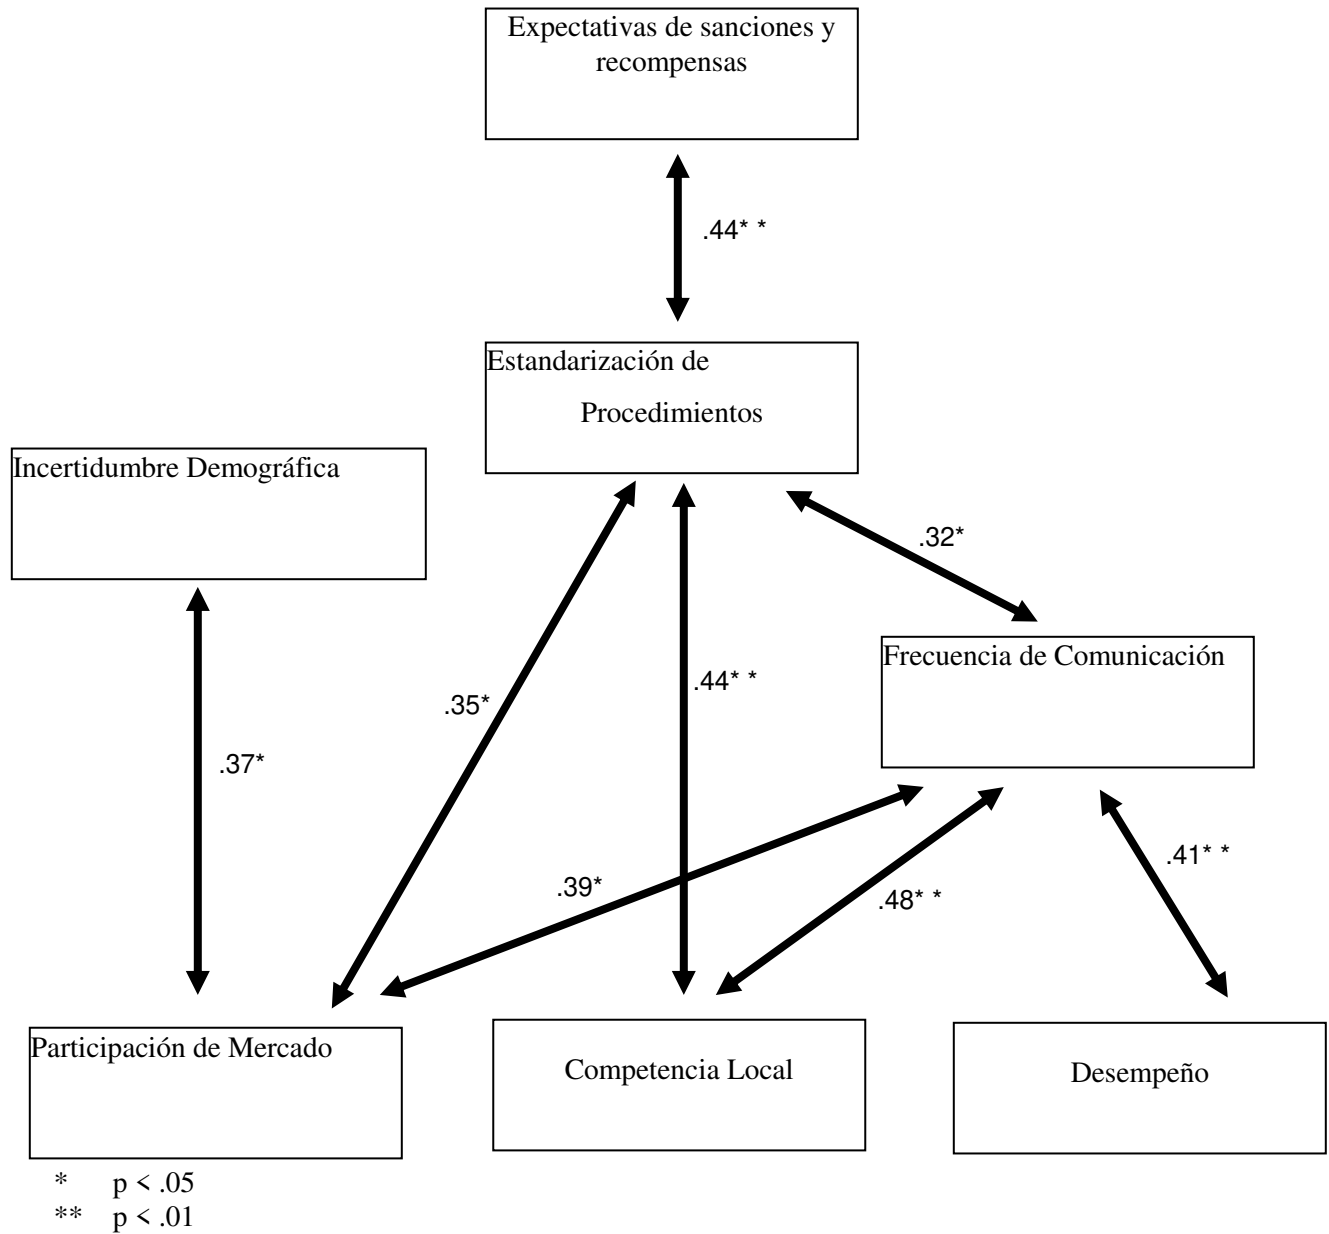 Expectativas de sanciones y
recompensas
.44* *
Estandarización de
Procedimientos
Incertidumbre Demográfica
.32*
Frecuencia de Comunicación
.44* *
.35*
.37*
.41* *
.39*
.48* *
Participación de Mercado
Competencia Local
Desempeño
* p < .05
** p < .01